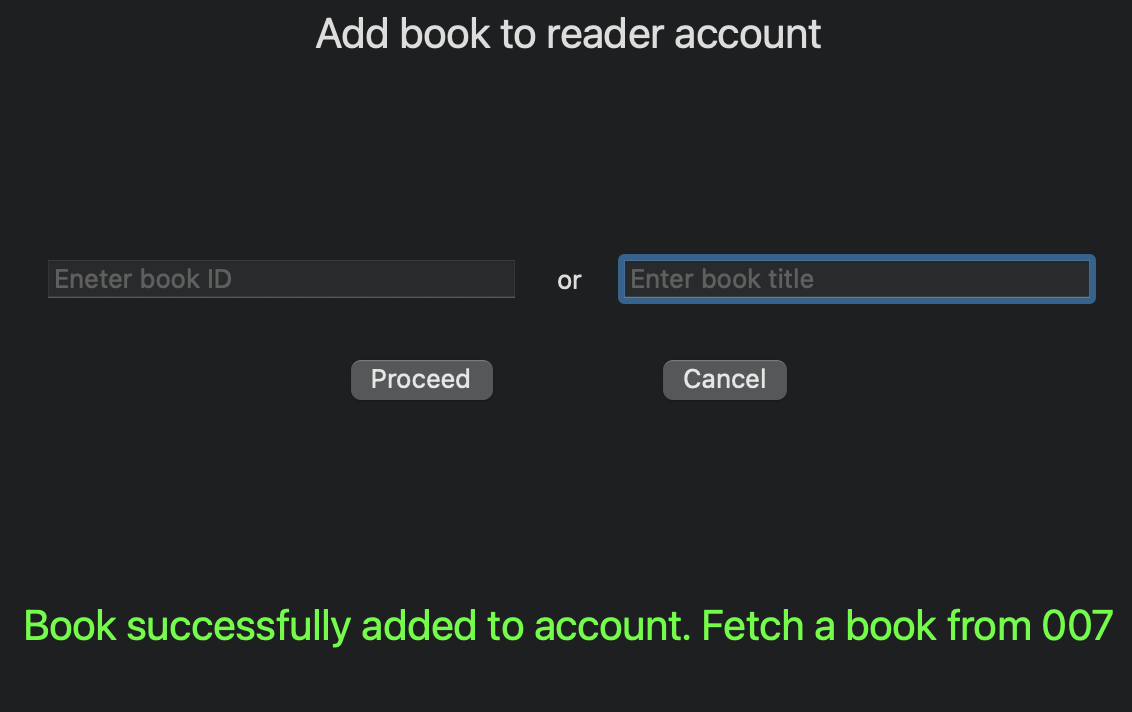 Add book to reader account
Eneter book ID or Enter book title
Proceed Cancel
Book successfully added to account. Fetch a book from 007